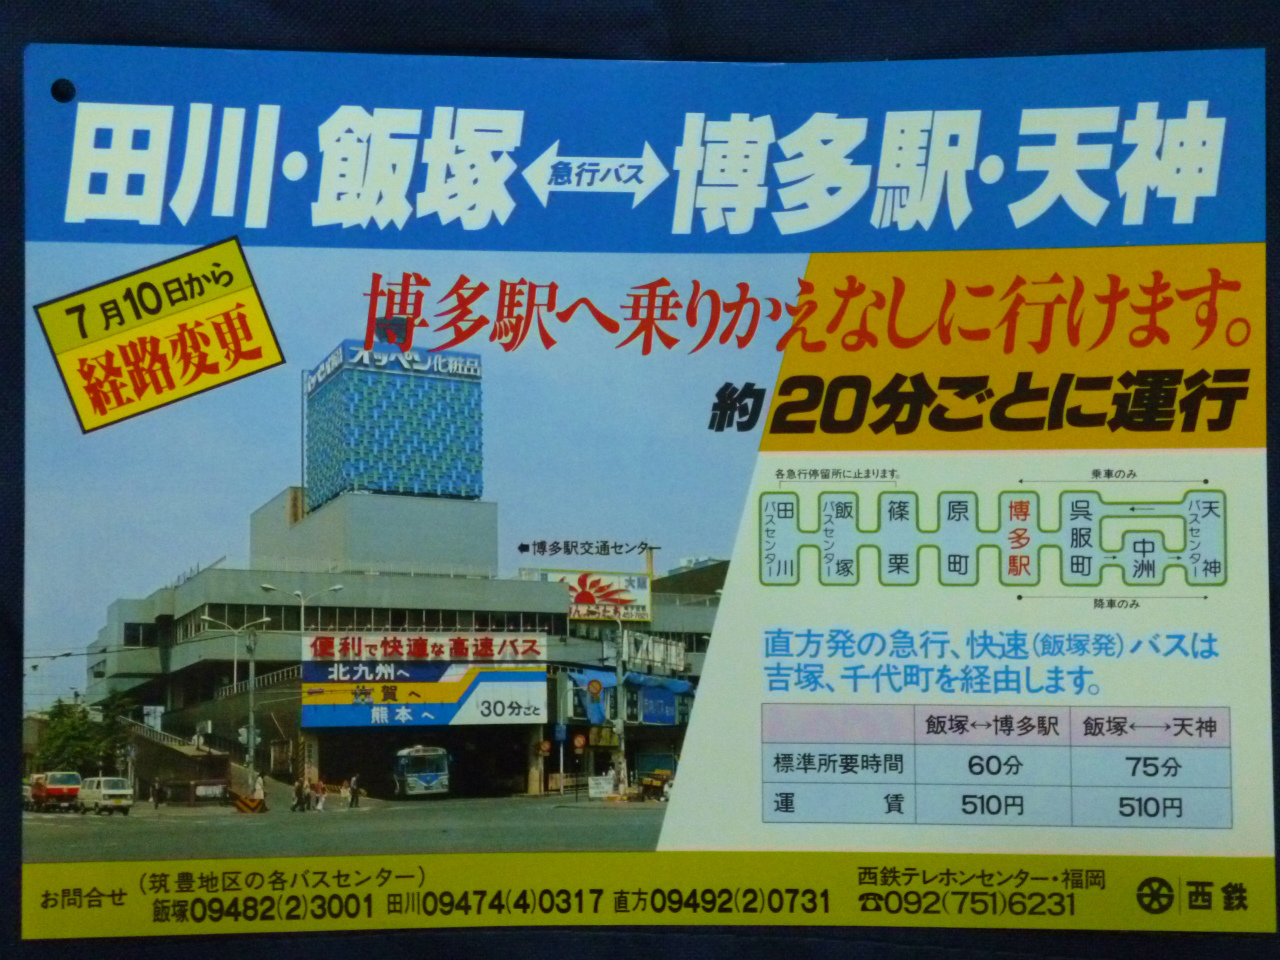 田川・飯塚 急行バス 博多駅・天神
7月10日から
経路変更
博多駅へ乗りかえなしに行けます。
約20分ごとに運行
オッペン化粧品
←博多駅交通センター
大阪
便利で快適な高速バス
北九州へ
佐賀へ
熊本へ
30分ごと
各急行停留所に止まります。
乗車のみ
田川バスセンター
飯塚バスセンター
篠栗
原町
博多駅
呉服町
中洲
天神バスセンター
降車のみ
直方発の急行、快速(飯塚発)バスは
吉塚、千代町を経由します。
飯塚↔博多駅 飯塚↔天神
標準所要時間 60分 75分
運賃 510円 510円
お問合せ (筑豊地区の各バスセンター)
飯塚09482(2)3001 田川09474(4)0317 直方09492(2)0731
西鉄テレホンセンター・福岡
☎092(751)6231
西鉄